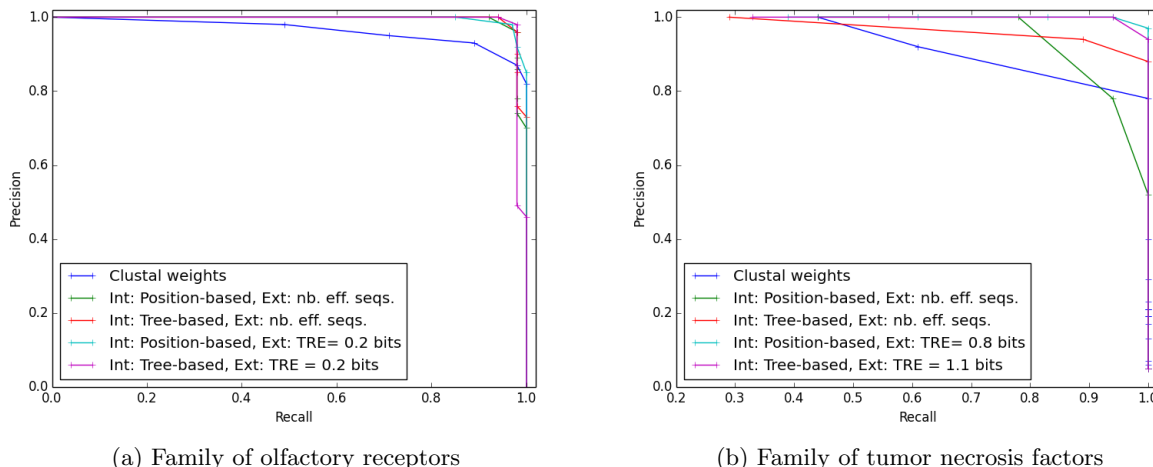 1.0
0.8
0.6
0.4
0.2
0.0
Precision
Clustal weights
Int: Position-based, Ext: nb. eff. seqs.
Int: Tree-based, Ext: nb. eff. seqs.
Int: Position-based, Ext: TRE= 0.2 bits
Int: Tree-based, Ext: TRE = 0.2 bits
0.0 0.2 0.4 0.6 0.8 1.0
Recall
(a) Family of olfactory receptors
1.0
0.8
0.6
0.4
0.2
0.0
Precision
Clustal weights
Int: Position-based, Ext: nb. eff. seqs.
Int: Tree-based, Ext: nb. eff. seqs.
Int: Position-based, Ext: TRE= 0.8 bits
Int: Tree-based, Ext: TRE = 1.1 bits
0.2 0.3 0.4 0.5 0.6 0.7 0.8 0.9 1.0
Recall
(b) Family of tumor necrosis factors